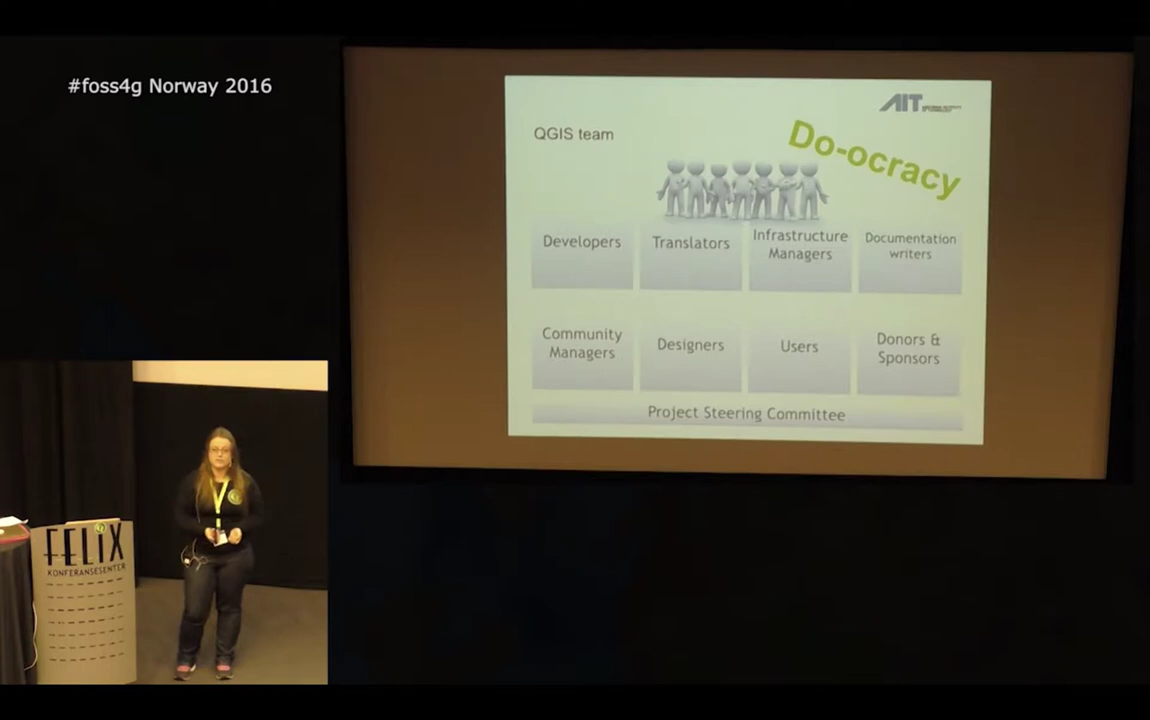 #foss4g Norway 2016
AIT
QGIS team
Do-ocracy
Developers
Translators
Infrastructure
Managers
Documentation
writers
Community
Managers
Designers
Users
Donors &
Sponsors
Project Steering Committee
FELIX
KONFERANSESENTER